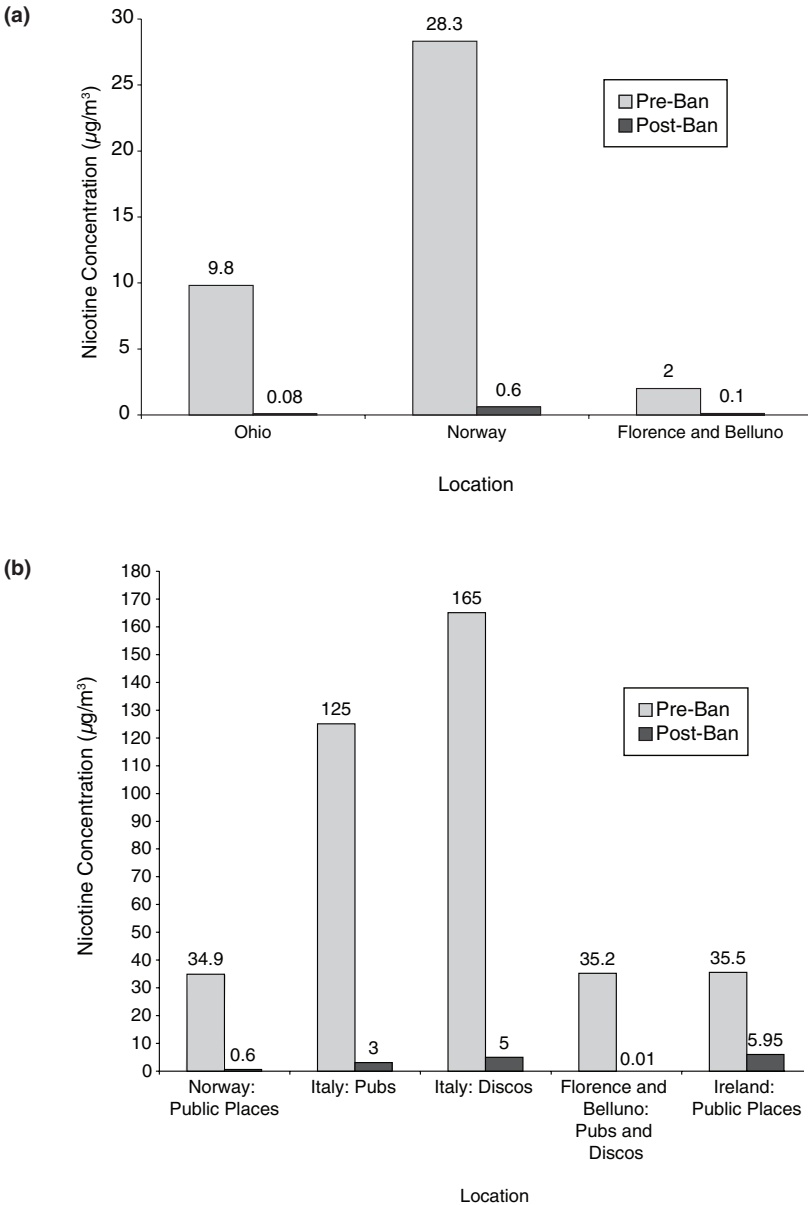 (a)
Nicotine Concentration (µg/m³)
30
25
20
15
10
5
0
28.3
9.8
0.08
0.6
2
0.1
Pre-Ban
Post-Ban
Ohio
Norway
Florence and Belluno
Location
(b)
Nicotine Concentration (µg/m³)
180
170
160
150
140
130
120
110
100
90
80
70
60
50
40
30
20
10
0
34.9
0.6
125
3
165
5
35.2
0.01
35.5
5.95
Pre-Ban
Post-Ban
Norway:
Public Places
Italy: Pubs
Italy: Discos
Florence and
Belluno:
Pubs and
Discos
Ireland:
Public Places
Location